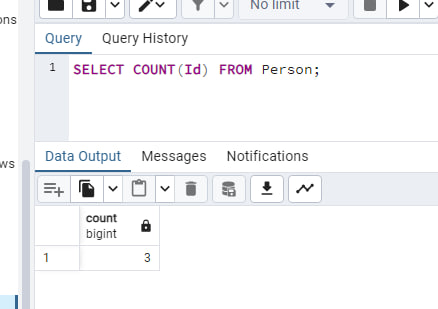 ons
No limit
Query Query History
1 SELECT COUNT(Id) FROM Person;
ws
Data Output Messages Notifications
count
bigint
1 3